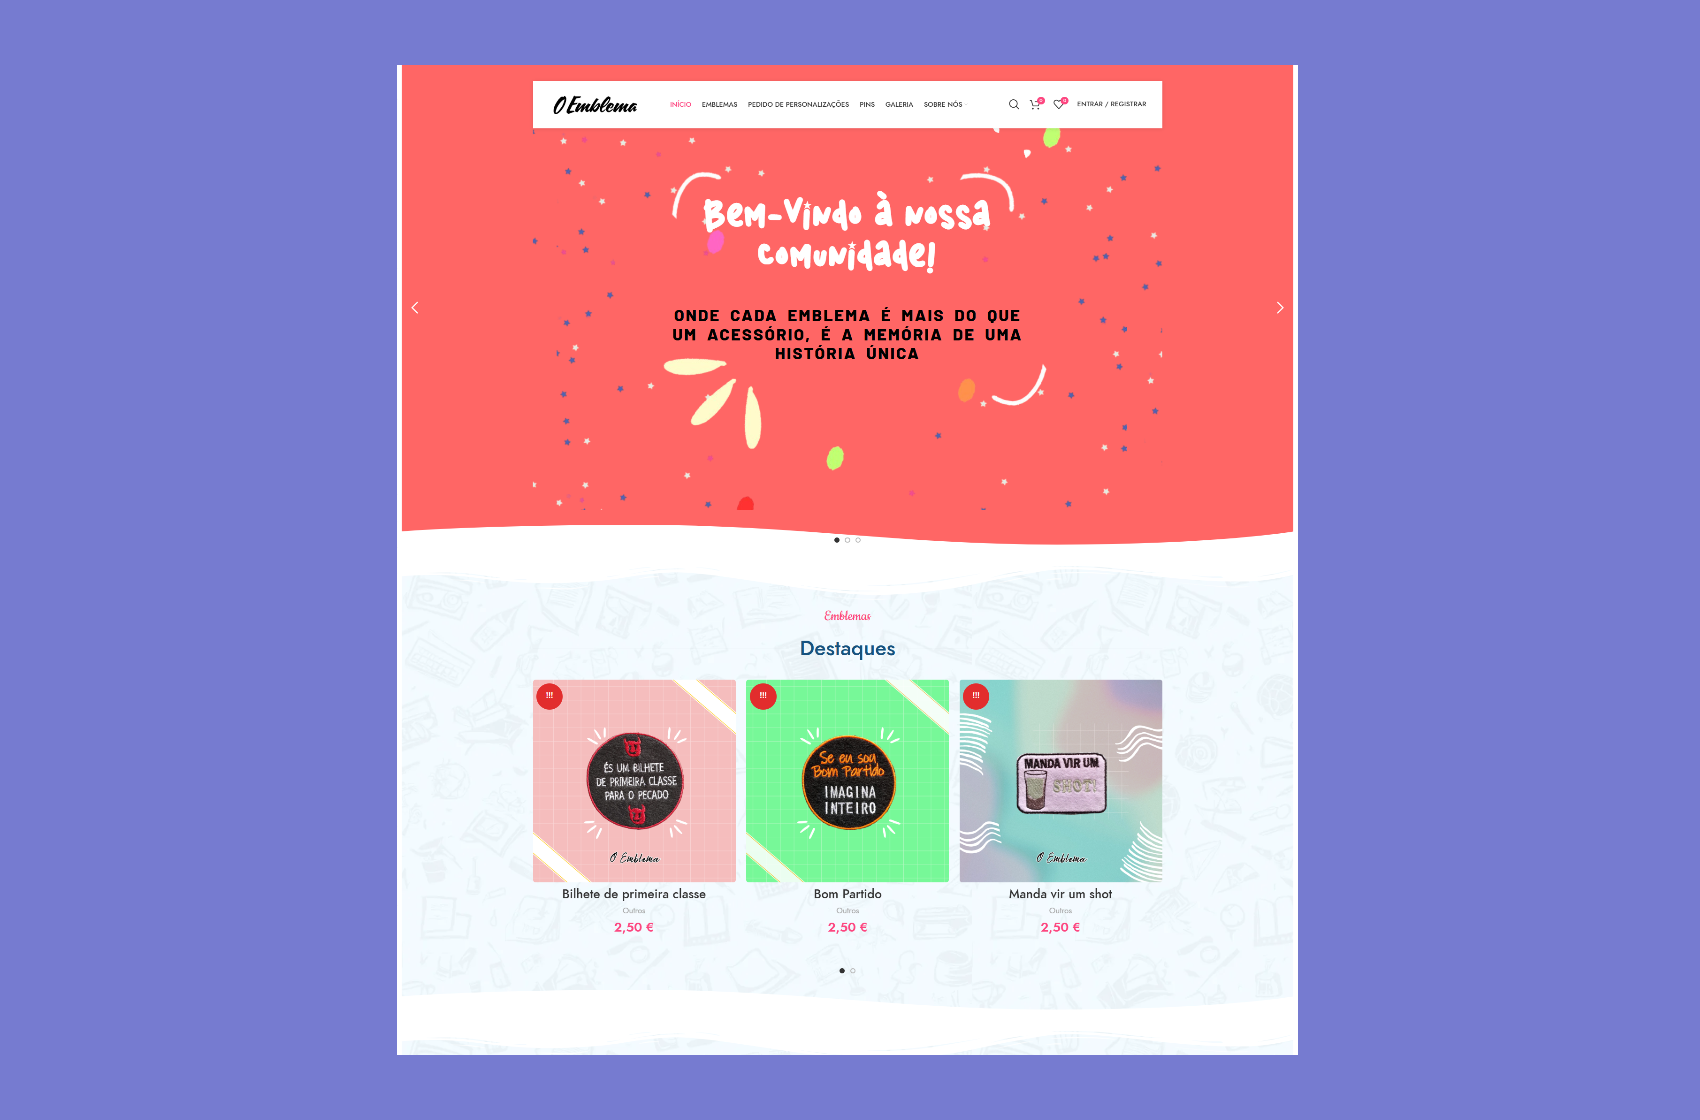 O Emblema
INÍCIO EMBLEMAS PEDIDO DE PERSONALIZAÇÕES PINS GALERIA SOBRE NÓS
0 0 ENTRAR / REGISTRAR
Bem-Vindo à nossa
comunidade!
ONDE CADA EMBLEMA É MAIS DO QUE
UM ACESSÓRIO, É A MEMÓRIA DE UMA
HISTÓRIA ÚNICA
Emblemas
Destaques
!!!
ÉS UM BILHETE
DE PRIMEIRA CLASSE
PARA O PECADO
O Emblema
Bilhete de primeira classe
Outros
2,50 €
!!!
Se eu sou
Bom Partido
IMAGINA
INTEIRO
Bom Partido
Outros
2,50 €
!!!
MANDA VIR UM
SHOT!
O Emblema
Manda vir um shot
Outros
2,50 €